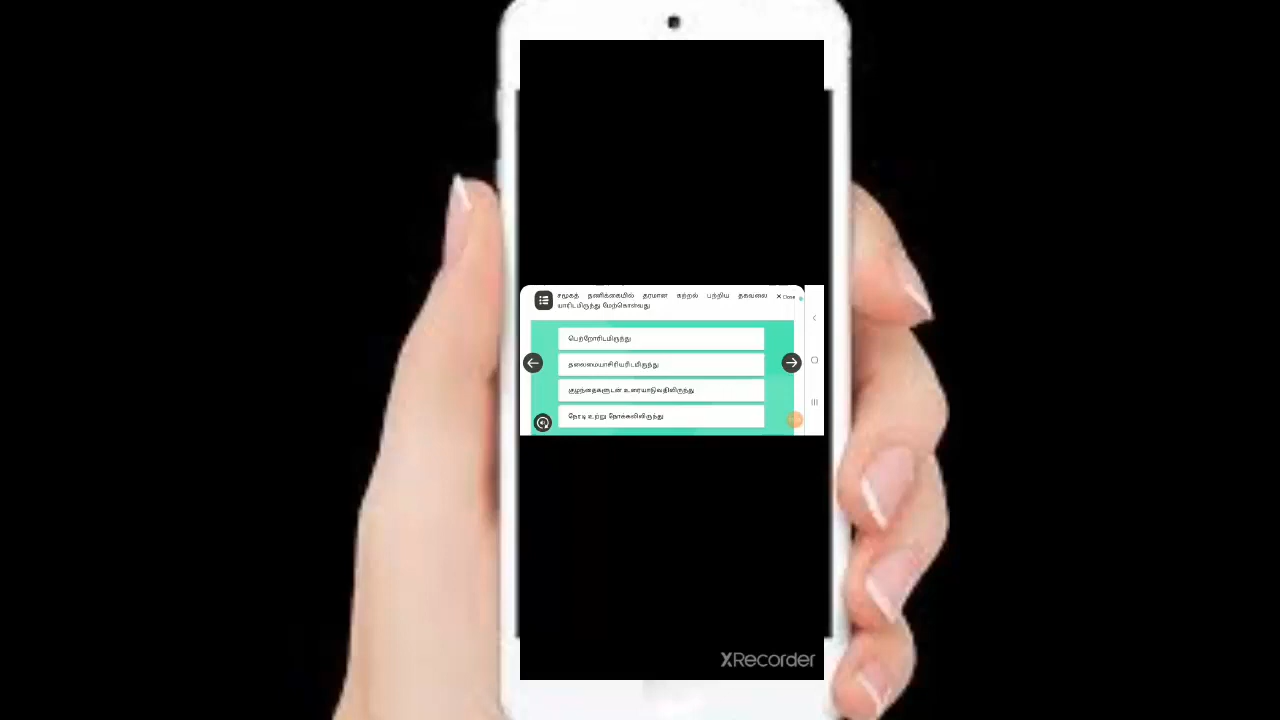 சமூகத் தணிக்கையில் தரமான கற்றல் பற்றிய தகவலை
யாரிடமிருந்து மேற்கொள்வது
✕ Close
பெற்றோரிடமிருந்து
தலைமையாசிரியரிடமிருந்து
குழந்தைகளுடன் உரையாடுவதிலிருந்து
நேரடி உற்று நோக்கலிலிருந்து
XRecorder